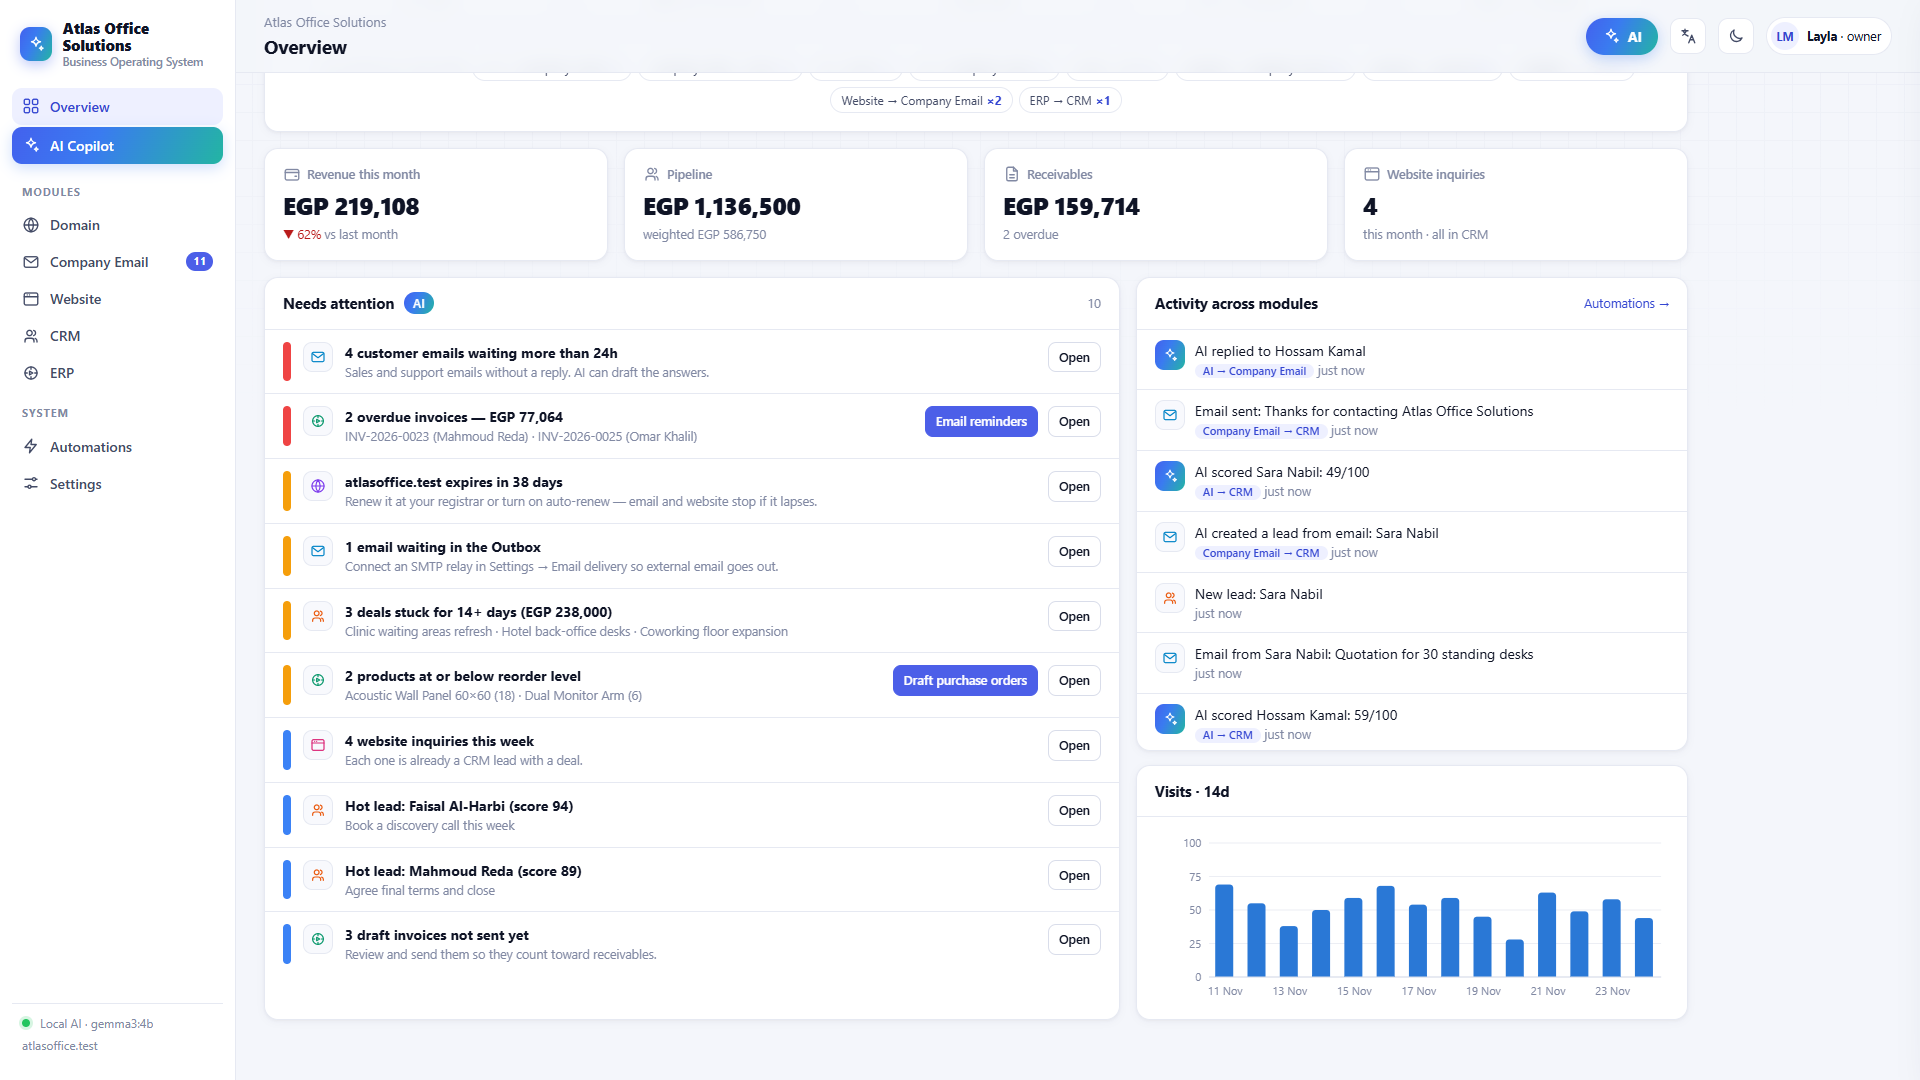 Atlas Office
Solutions
Business Operating System
Overview
AI Copilot
MODULES
Domain
Company Email 11
Website
CRM
ERP
SYSTEM
Automations
Settings
Local AI · gemma3:4b
atlasoffice.test
Atlas Office Solutions
Overview
AI
LM Layla · owner
Website → Company Email ×2
ERP → CRM ×1
Revenue this month
EGP 219,108
▼ 62% vs last month
Pipeline
EGP 1,136,500
weighted EGP 586,750
Receivables
EGP 159,714
2 overdue
Website inquiries
4
this month · all in CRM
Needs attention AI 10
4 customer emails waiting more than 24h
Sales and support emails without a reply. AI can draft the answers.
Open
2 overdue invoices — EGP 77,064
INV-2026-0023 (Mahmoud Reda) · INV-2026-0025 (Omar Khalil)
Email reminders Open
atlasoffice.test expires in 38 days
Renew it at your registrar or turn on auto-renew — email and website stop if it lapses.
Open
1 email waiting in the Outbox
Connect an SMTP relay in Settings → Email delivery so external email goes out.
Open
3 deals stuck for 14+ days (EGP 238,000)
Clinic waiting areas refresh · Hotel back-office desks · Coworking floor expansion
Open
2 products at or below reorder level
Acoustic Wall Panel 60×60 (18) · Dual Monitor Arm (6)
Draft purchase orders Open
4 website inquiries this week
Each one is already a CRM lead with a deal.
Open
Hot lead: Faisal Al-Harbi (score 94)
Book a discovery call this week
Open
Hot lead: Mahmoud Reda (score 89)
Agree final terms and close
Open
3 draft invoices not sent yet
Review and send them so they count toward receivables.
Open
Activity across modules Automations →
AI replied to Hossam Kamal
AI → Company Email just now
Email sent: Thanks for contacting Atlas Office Solutions
Company Email → CRM just now
AI scored Sara Nabil: 49/100
AI → CRM just now
AI created a lead from email: Sara Nabil
Company Email → CRM just now
New lead: Sara Nabil
just now
Email from Sara Nabil: Quotation for 30 standing desks
just now
AI scored Hossam Kamal: 59/100
AI → CRM just now
Visits · 14d
100
75
50
25
0
11 Nov 13 Nov 15 Nov 17 Nov 19 Nov 21 Nov 23 Nov